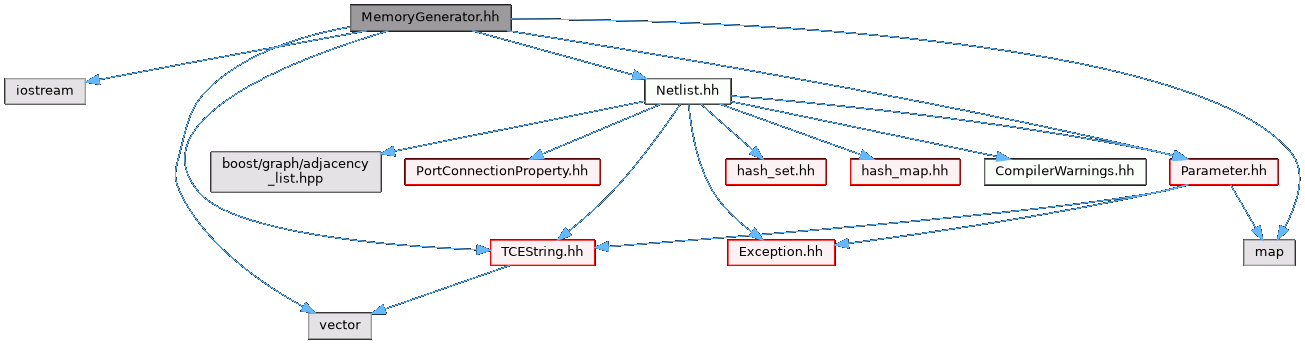 MemoryGenerator.hh
iostream
Netlist.hh
boost/graph/adjacency
_list.hpp
PortConnectionProperty.hh
hash_set.hh
hash_map.hh
CompilerWarnings.hh
Parameter.hh
TCEString.hh
Exception.hh
map
vector